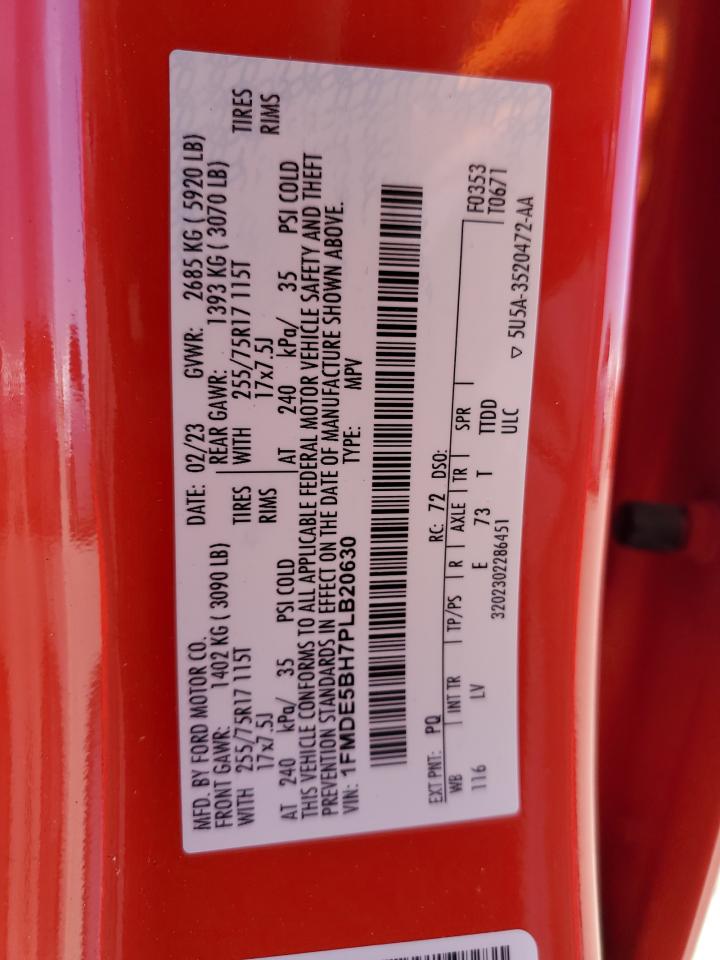 MFD. BY FORD MOTOR CO. DATE: 02/23 GVWR: 2685 KG ( 5920 LB)
FRONT GAWR: 1402 KG ( 3090 LB) REAR GAWR: 1393 KG ( 3070 LB)
WITH 255/75R17 115T TIRES WITH 255/75R17 115T TIRES
17x7.5J RIMS 17x7.5J RIMS
AT 240 kPa/ 35 PSI COLD AT 240 kPa/ 35 PSI COLD
THIS VEHICLE CONFORMS TO ALL APPLICABLE FEDERAL MOTOR VEHICLE SAFETY AND THEFT
PREVENTION STANDARDS IN EFFECT ON THE DATE OF MANUFACTURE SHOWN ABOVE.
VIN: 1FMDE5BH7PLB20630 TYPE: MPV
EXT PNT: PQ RC: 72 DSO: F0353
WB INT TR TP/PS R AXLE TR SPR T0671
116 LV E 73 T TTDD
3202302286451 ULC
▽ 5U5A-3520472-AA